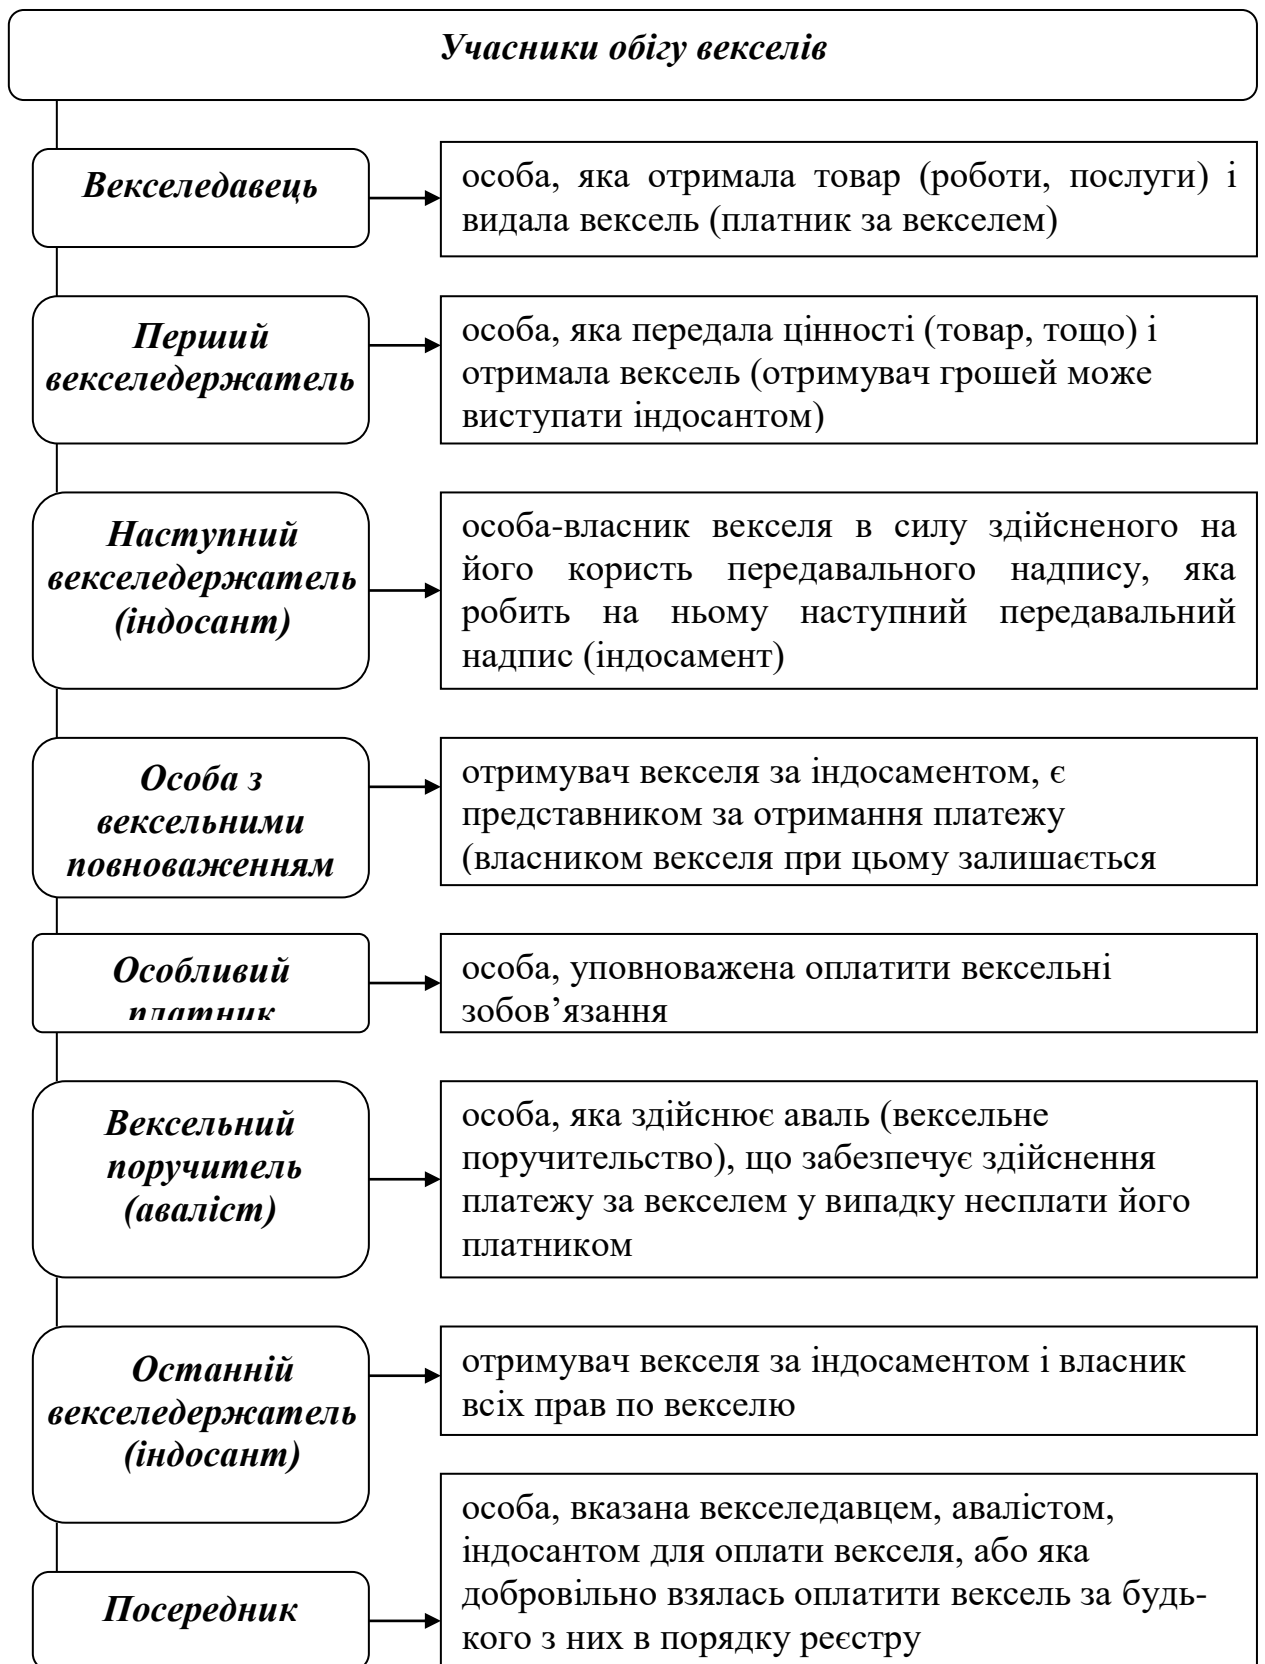 Учасники обігу векселів
Векселедавець
особа, яка отримала товар (роботи, послуги) і
видала вексель (платник за векселем)
Перший
векселедержатель
особа, яка передала цінності (товар, тощо) і
отримала вексель (отримувач грошей може
виступати індосантом)
Наступний
векселедержатель
(індосант)
особа-власник векселя в силу здійсненого на
його користь передавального надпису, яка
робить на ньому наступний передавальний
надпис (індосамент)
Особа з
вексельними
повноваженням
отримувач векселя за індосаментом, є
представником за отримання платежу
(власником векселя при цьому залишається
Особливий
платник
особа, уповноважена оплатити вексельні
зобов’язання
Вексельний
поручитель
(аваліст)
особа, яка здійснює аваль (вексельне
поручительство), що забезпечує здійснення
платежу за векселем у випадку несплати його
платником
Останній
векселедержатель
(індосант)
отримувач векселя за індосаментом і власник
всіх прав по векселю
Посередник
особа, вказана векселедавцем, авалістом,
індосантом для оплати векселя, або яка
добровільно взялась оплатити вексель за будь-
кого з них в порядку реєстру